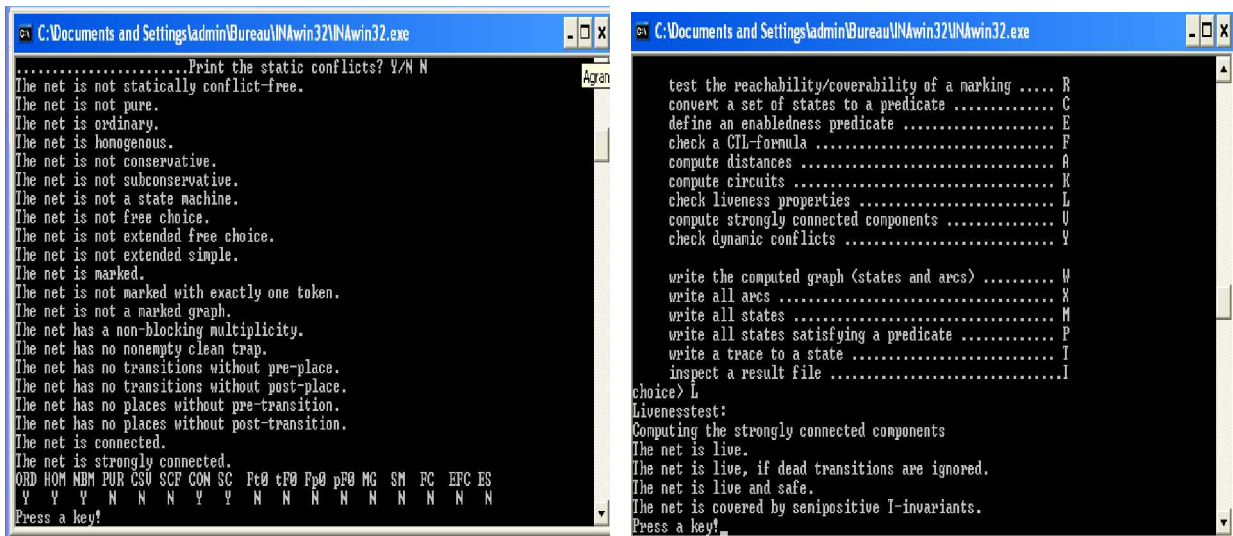 C:\Documents and Settings\admin\Bureau\INAwin32\INAwin32.exe
........................Print the static conflicts? Y/N N
Agran
The net is not statically conflict-free.
The net is not pure.
The net is ordinary.
The net is homogenous.
The net is not conservative.
The net is not subconservative.
The net is not a state machine.
The net is not free choice.
The net is not extended free choice.
The net is not extended simple.
The net is marked.
The net is not marked with exactly one token.
The net is not a marked graph.
The net has a non-blocking multiplicity.
The net has no nonempty clean trap.
The net has no transitions without pre-place.
The net has no transitions without post-place.
The net has no places without pre-transition.
The net has no places without post-transition.
The net is connected.
The net is strongly connected.
ORD HOM NBM PUR CSV SCF CON SC Ft0 tF0 Fp0 pF0 MG SM FC EFC ES
Y Y Y N N N Y Y N N N N N N N N N
Press a key!
C:\Documents and Settings\admin\Bureau\INAwin32\INAwin32.exe
test the reachability/coverability of a marking ..... R
convert a set of states to a predicate .............. C
define an enabledness predicate ..................... E
check a CTL-formula ................................. F
compute distances ................................... A
compute circuits .................................... K
check liveness properties ........................... L
compute strongly connected components ............... V
check dynamic conflicts ............................. Y
write the computed graph (states and arcs) .......... W
write all arcs ...................................... X
write all states .................................... M
write all states satisfying a predicate ............. P
write a trace to a state ............................ T
inspect a result file ...............................I
choice> L
Livenesstest:
Computing the strongly connected components
The net is live.
The net is live, if dead transitions are ignored.
The net is live and safe.
The net is covered by semipositive T-invariants.
Press a key!_